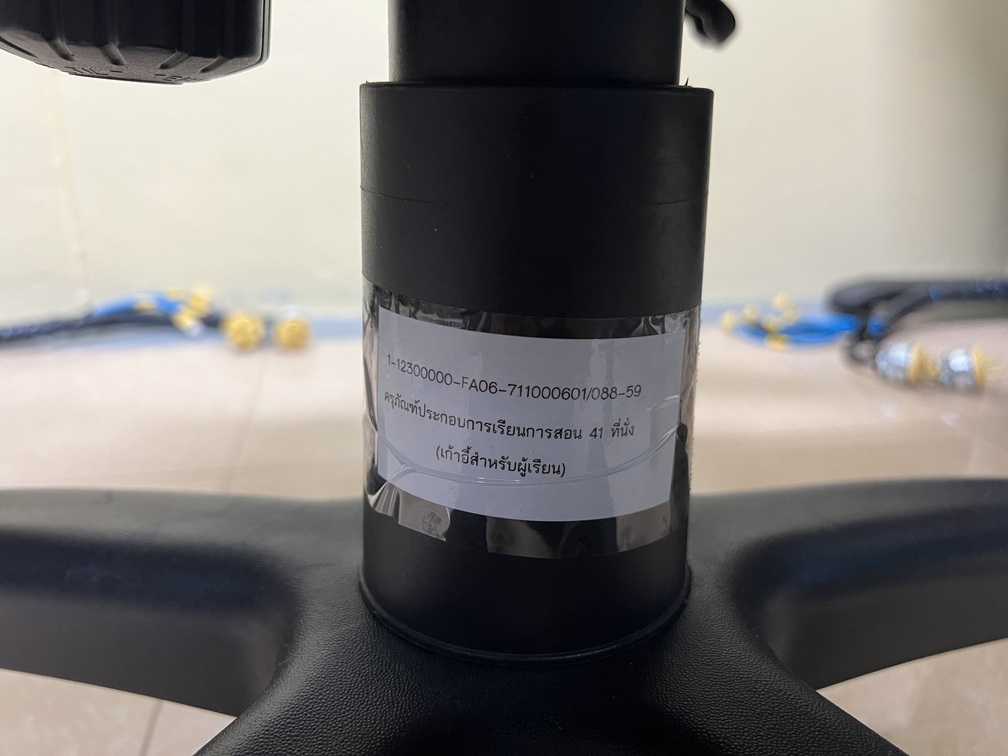 1-12300000-FA06-711000601/088-59
ครุภัณฑ์ประกอบการเรียนการสอน 41 ที่นั่ง
(เก้าอี้สำหรับผู้เรียน)